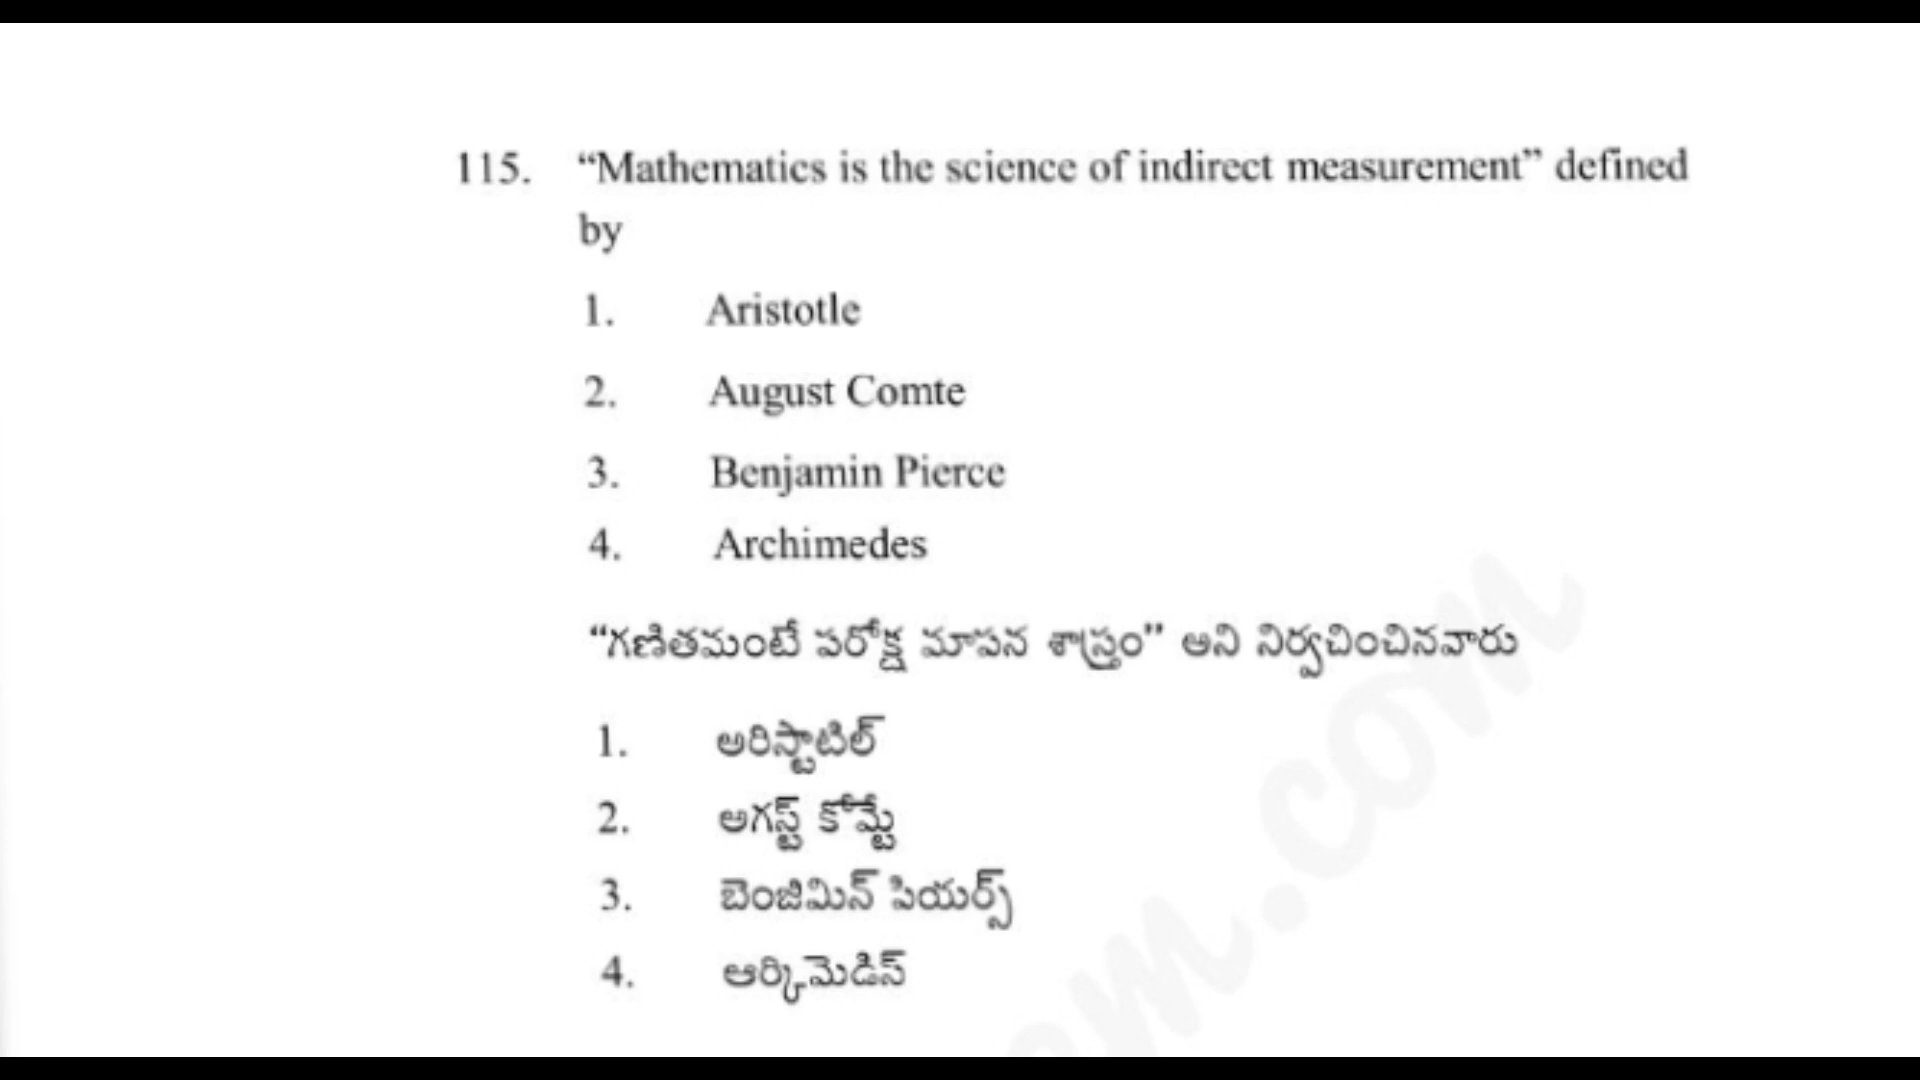 115. “Mathematics is the science of indirect measurement” defined
by
1. Aristotle
2. August Comte
3. Benjamin Pierce
4. Archimedes
“గణితమంటే పరోక్ష మాపన శాస్త్రం” అని నిర్వచించినవారు
1. అరిస్టాటిల్
2. అగస్ట్ కోమ్టే
3. బెంజిమిన్ పియర్స్
4. ఆర్కిమెడిస్
m.com